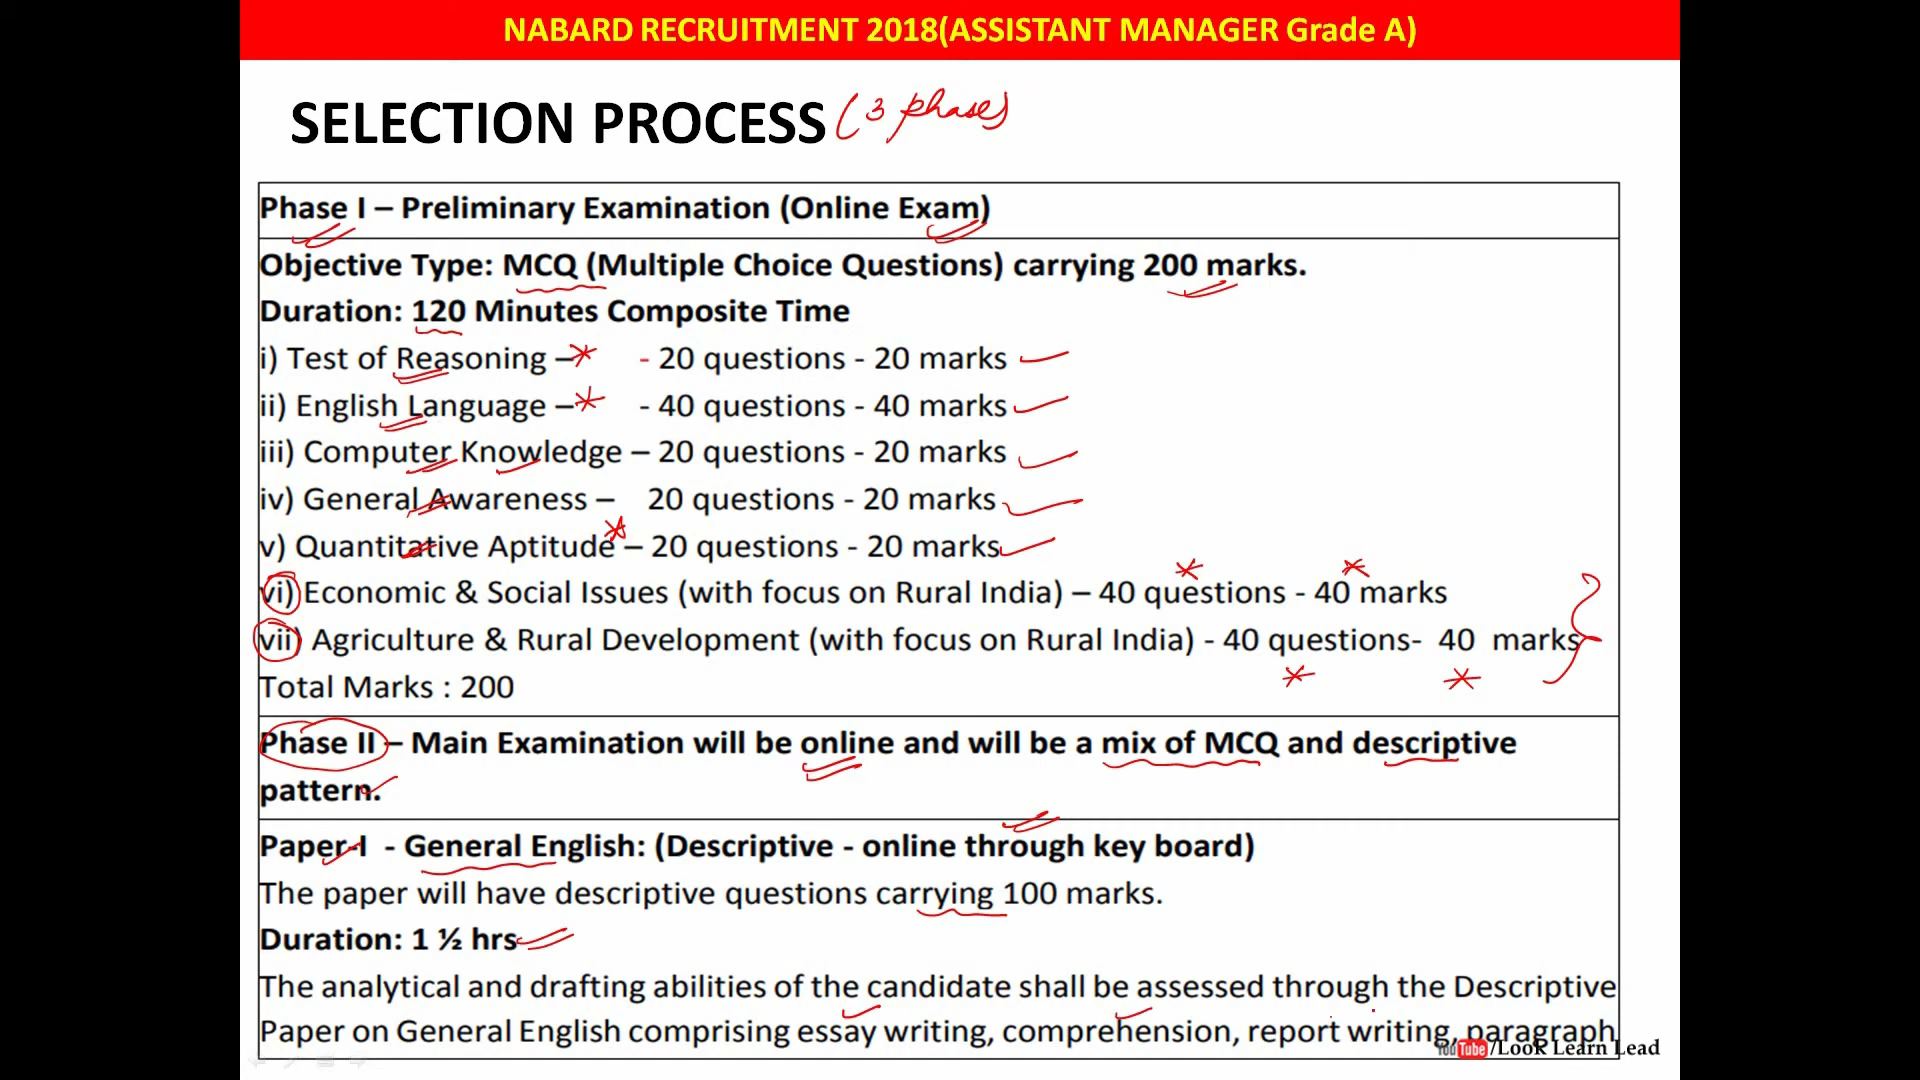 NABARD RECRUITMENT 2018(ASSISTANT MANAGER Grade A)
SELECTION PROCESS (3 phases)
Phase I – Preliminary Examination (Online Exam)
Objective Type: MCQ (Multiple Choice Questions) carrying 200 marks.
Duration: 120 Minutes Composite Time
i) Test of Reasoning – - 20 questions - 20 marks
ii) English Language – - 40 questions - 40 marks
iii) Computer Knowledge – 20 questions - 20 marks
iv) General Awareness – 20 questions - 20 marks
v) Quantitative Aptitude – 20 questions - 20 marks
vi) Economic & Social Issues (with focus on Rural India) – 40 questions - 40 marks
vii) Agriculture & Rural Development (with focus on Rural India) - 40 questions- 40 marks
Total Marks : 200
Phase II – Main Examination will be online and will be a mix of MCQ and descriptive
pattern.
Paper-I - General English: (Descriptive - online through key board)
The paper will have descriptive questions carrying 100 marks.
Duration: 1 ½ hrs
The analytical and drafting abilities of the candidate shall be assessed through the Descriptive
Paper on General English comprising essay writing, comprehension, report writing, paragraph
YouTube/Look Learn Lead